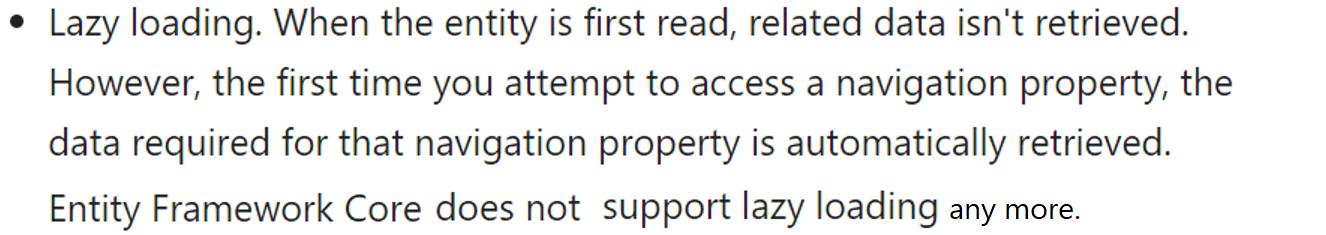 • Lazy loading. When the entity is first read, related data isn't retrieved.
However, the first time you attempt to access a navigation property, the
data required for that navigation property is automatically retrieved.
Entity Framework Core does not support lazy loading any more.